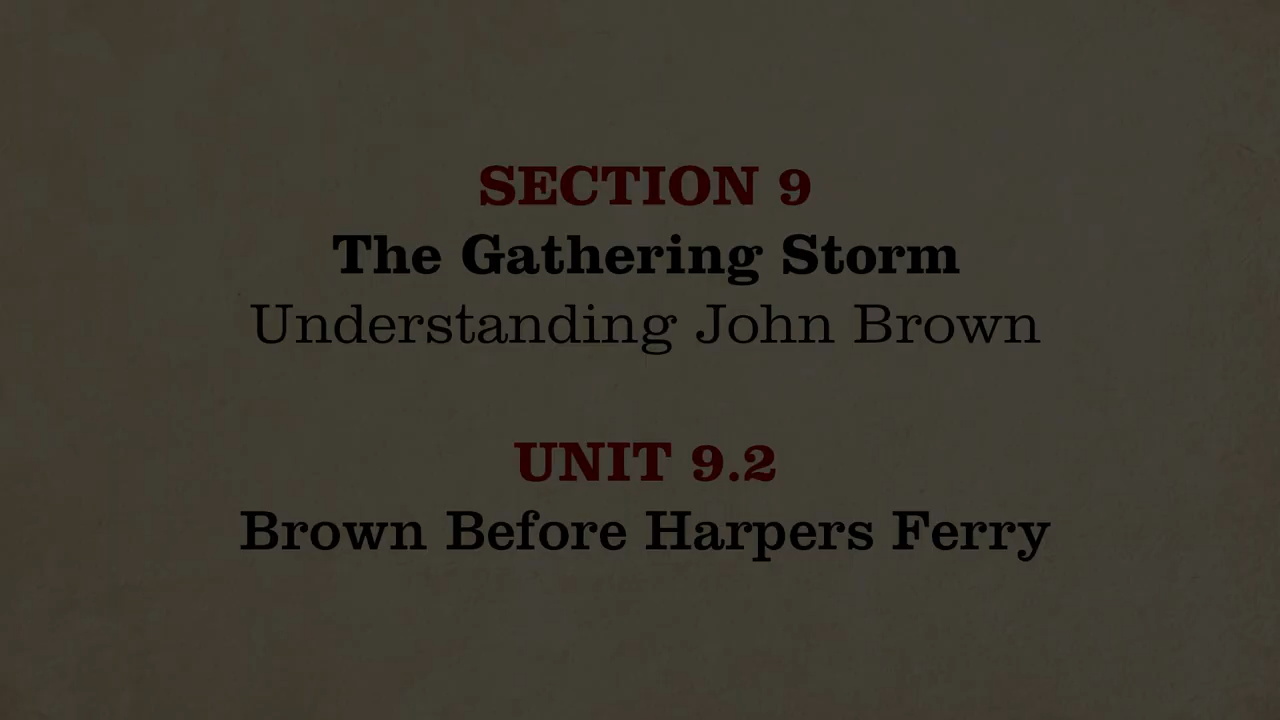 SECTION 9
The Gathering Storm
Understanding John Brown
UNIT 9.2
Brown Before Harpers Ferry